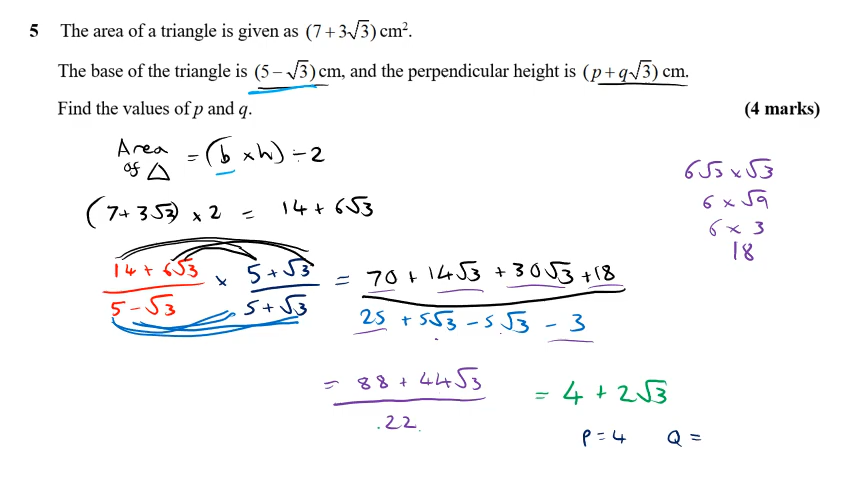 5 The area of a triangle is given as (7 + 3√3) cm².
The base of the triangle is (5 − √3) cm, and the perpendicular height is (p + q√3) cm.
Find the values of p and q. (4 marks)
Area of △ = (b × h) ÷ 2
(7 + 3√3) × 2 = 14 + 6√3
6√3 × √3
6 × √9
6 × 3
18
14 + 6√3 × 5 + √3 = 70 + 14√3 + 30√3 + 18
5 − √3 5 + √3 25 + 5√3 − 5√3 − 3
= 88 + 44√3 = 4 + 2√3
22
P = 4 Q =